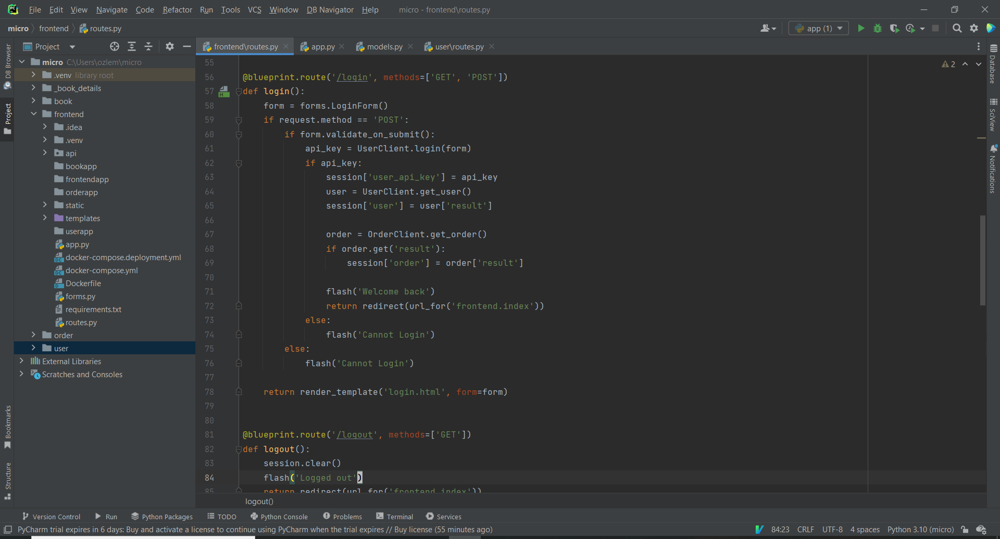 File Edit View Navigate Code Refactor Run Tools VCS Window DB Navigator Help micro - frontend\routes.py
micro frontend routes.py app (1)
Project
frontend\routes.py app.py models.py user\routes.py
DB Browser
Project
Bookmarks
Structure
micro C:\Users\ozlem\micro
.venv library root
_book_details
book
frontend
.idea
.venv
api
bookapp
frontendapp
orderapp
static
templates
userapp
app.py
docker-compose.deployment.yml
docker-compose.yml
Dockerfile
forms.py
requirements.txt
routes.py
order
user
External Libraries
Scratches and Consoles
2
55
56 @blueprint.route('/login', methods=['GET', 'POST'])
57 def login():
58 form = forms.LoginForm()
59 if request.method == 'POST':
60 if form.validate_on_submit():
61 api_key = UserClient.login(form)
62 if api_key:
63 session['user_api_key'] = api_key
64 user = UserClient.get_user()
65 session['user'] = user['result']
66
67 order = OrderClient.get_order()
68 if order.get('result'):
69 session['order'] = order['result']
70
71 flash('Welcome back')
72 return redirect(url_for('frontend.index'))
73 else:
74 flash('Cannot Login')
75 else:
76 flash('Cannot Login')
77
78 return render_template('login.html', form=form)
79
80
81 @blueprint.route('/logout', methods=['GET'])
82 def logout():
83 session.clear()
84 flash('Logged out')
85 return redirect(url_for('frontend.index'))
logout()
Database
SciView
Notifications
Version Control Run Python Packages TODO Python Console Problems Terminal Services
PyCharm trial expires in 6 days: Buy and activate a license to continue using PyCharm when the trial expires // Buy license (55 minutes ago) 84:23 CRLF UTF-8 4 spaces Python 3.10 (micro)